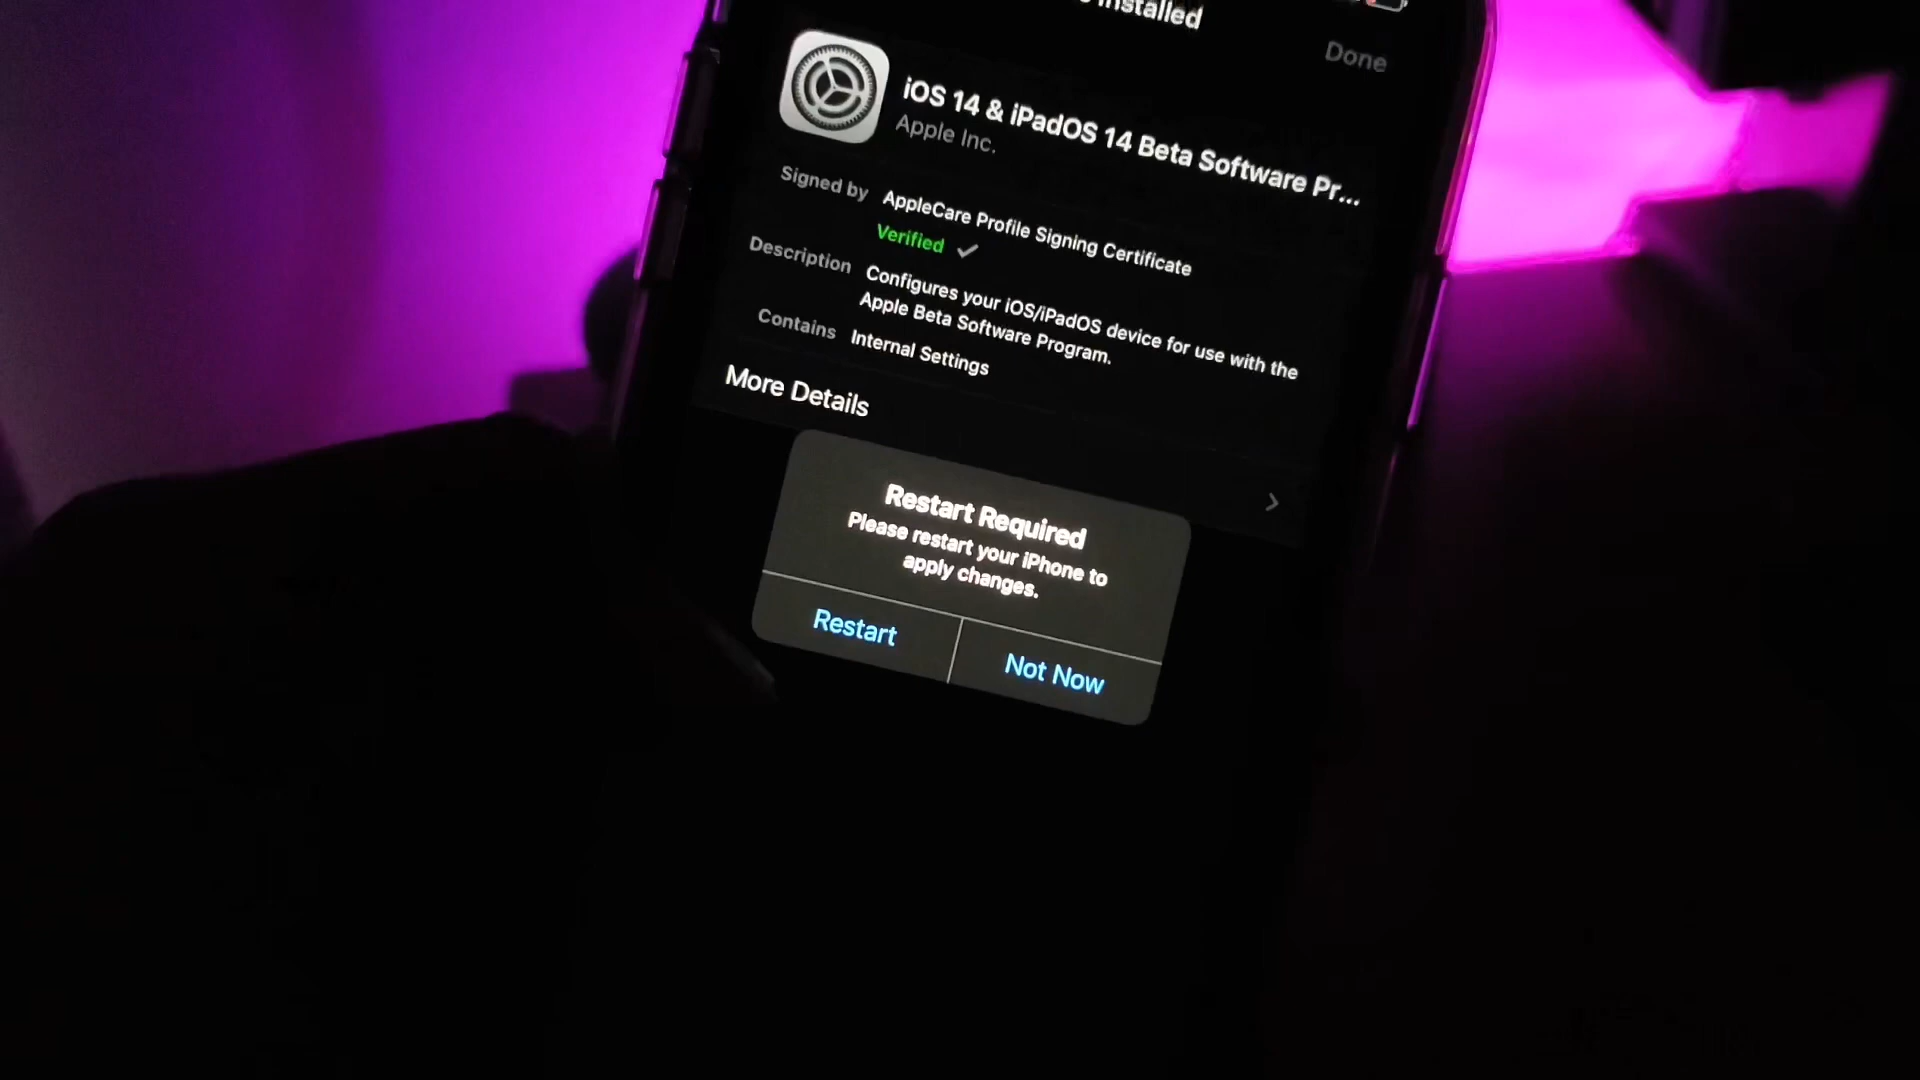 Installed
Done
iOS 14 & iPadOS 14 Beta Software Pr...
Apple Inc.
Signed by AppleCare Profile Signing Certificate
Verified
Description Configures your iOS/iPadOS device for use with the
Apple Beta Software Program.
Contains Internal Settings
More Details
Restart Required
Please restart your iPhone to
apply changes.
Restart
Not Now